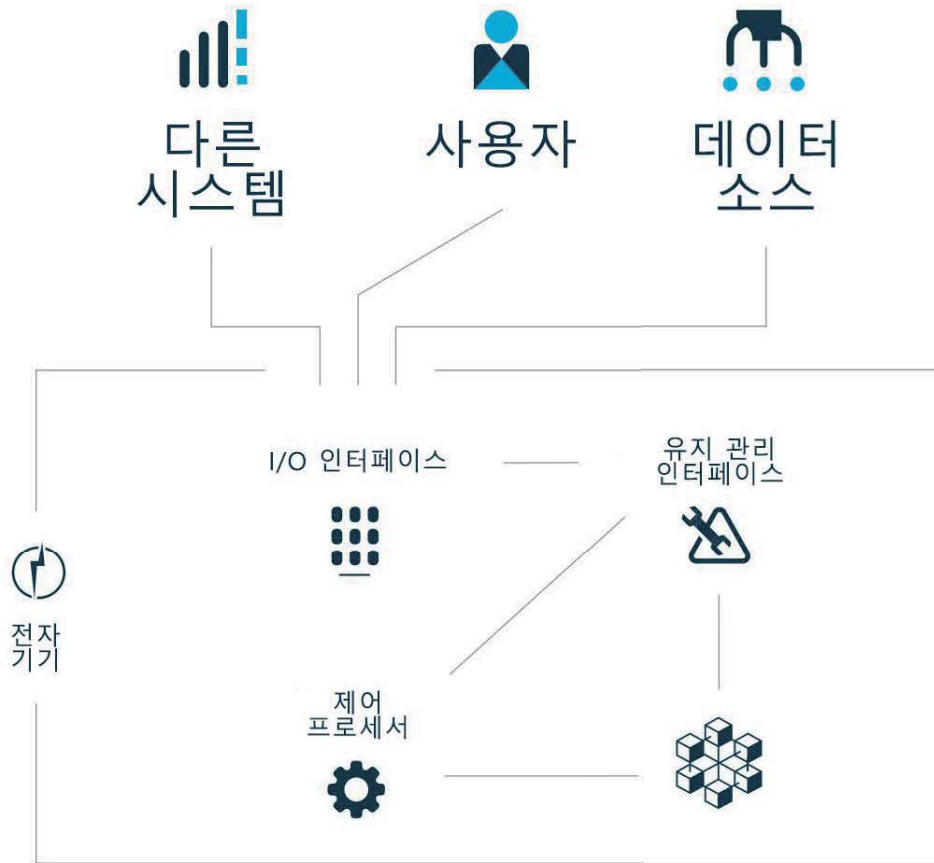 다른
시스템
사용자
데이터
소스
I/O 인터페이스
유지 관리
인터페이스
전자
기기
제어
프로세서